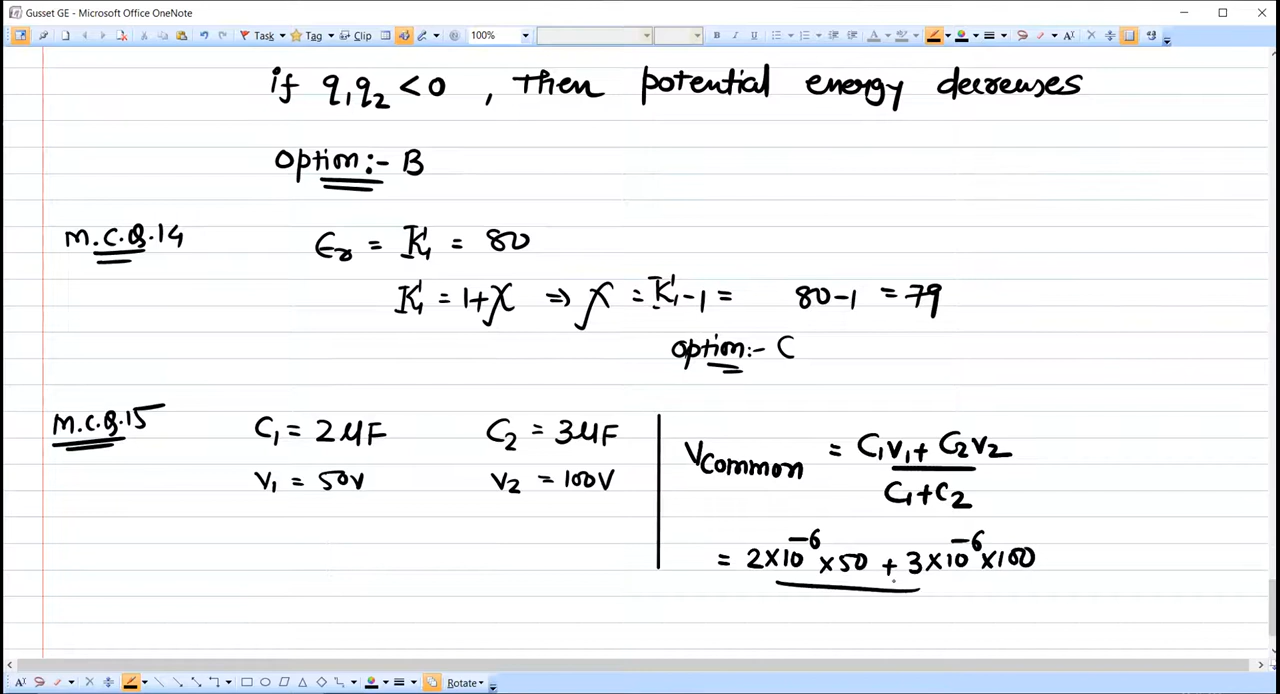 Gusset GE - Microsoft Office OneNote
Task Tag Clip 100% B I U
if q₁q₂ < 0 , then potential energy decreases
Option:- B
M.C.Q.14 ϵr = K₁ = 80
K₁ = 1+χ ⇒ χ = K₁-1 = 80-1 = 79
Option:- C
M.C.Q.15 C₁ = 2μF C₂ = 3μF
V₁ = 50V V₂ = 100V
Vcommon = C₁V₁ + C₂V₂ / C₁+C₂
= 2×10⁻⁶×50 + 3×10⁻⁶×100
Rotate